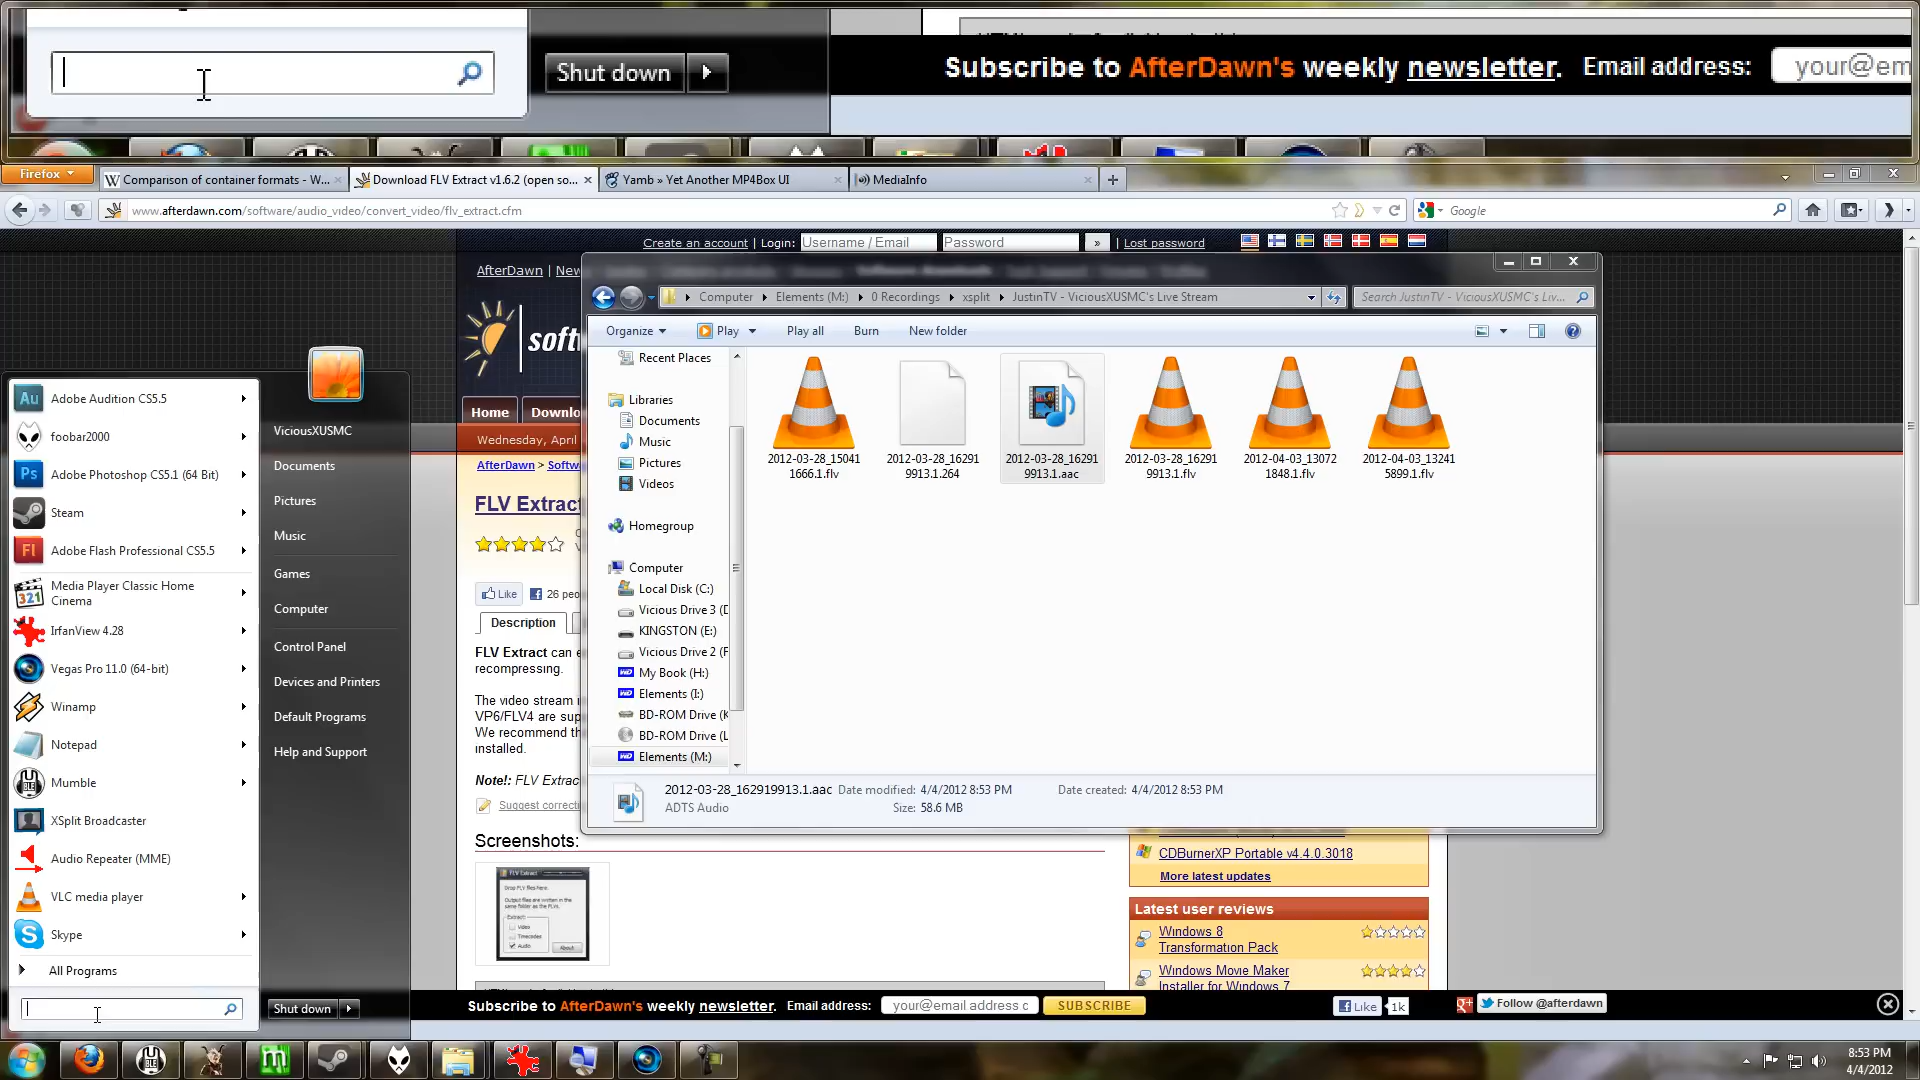 Shut down
Subscribe to AfterDawn's weekly newsletter. Email address: your@em
Firefox
Comparison of container formats - W...
Download FLV Extract v1.6.2 (open so...
Yamb » Yet Another MP4Box UI
MediaInfo
www.afterdawn.com/software/audio_video/convert_video/flv_extract.cfm
Google
Create an account | Login: Username / Email Password » | Lost password
AfterDawn | New
soft
Home Downlo
Wednesday, April
AfterDawn > Softw
FLV Extrac
Like 26 peo
Description
FLV Extract can e
recompressing.
The video stream i
VP6/FLV4 are sup
We recommend th
installed.
Note!: FLV Extrac
Suggest correcti
Screenshots:
Computer Elements (M:) 0 Recordings xsplit JustinTV - ViciousXUSMC's Live Stream
Search JustinTV - ViciousXUSMC's Liv...
Organize Play Play all Burn New folder
Recent Places
Libraries
Documents
Music
Pictures
Videos
Homegroup
Computer
Local Disk (C:)
Vicious Drive 3 (D
KINGSTON (E:)
Vicious Drive 2 (F
My Book (H:)
Elements (I:)
BD-ROM Drive (K
BD-ROM Drive (L
Elements (M:)
2012-03-28_15041
1666.1.flv
2012-03-28_16291
9913.1.264
2012-03-28_16291
9913.1.aac
2012-03-28_16291
9913.1.flv
2012-04-03_13072
1848.1.flv
2012-04-03_13241
5899.1.flv
2012-03-28_162919913.1.aac Date modified: 4/4/2012 8:53 PM Date created: 4/4/2012 8:53 PM
ADTS Audio Size: 58.6 MB
Adobe Audition CS5.5
foobar2000
Adobe Photoshop CS5.1 (64 Bit)
Steam
Adobe Flash Professional CS5.5
Media Player Classic Home
Cinema
IrfanView 4.28
Vegas Pro 11.0 (64-bit)
Winamp
Notepad
Mumble
XSplit Broadcaster
Audio Repeater (MME)
VLC media player
Skype
All Programs
ViciousXUSMC
Documents
Pictures
Music
Games
Computer
Control Panel
Devices and Printers
Default Programs
Help and Support
Shut down
CDBurnerXP Portable v4.4.0.3018
More latest updates
Latest user reviews
Windows 8
Transformation Pack
Windows Movie Maker
Installer for Windows 7
Subscribe to AfterDawn's weekly newsletter. Email address: your@email address c SUBSCRIBE
Like 1k
Follow @afterdawn
8:53 PM
4/4/2012